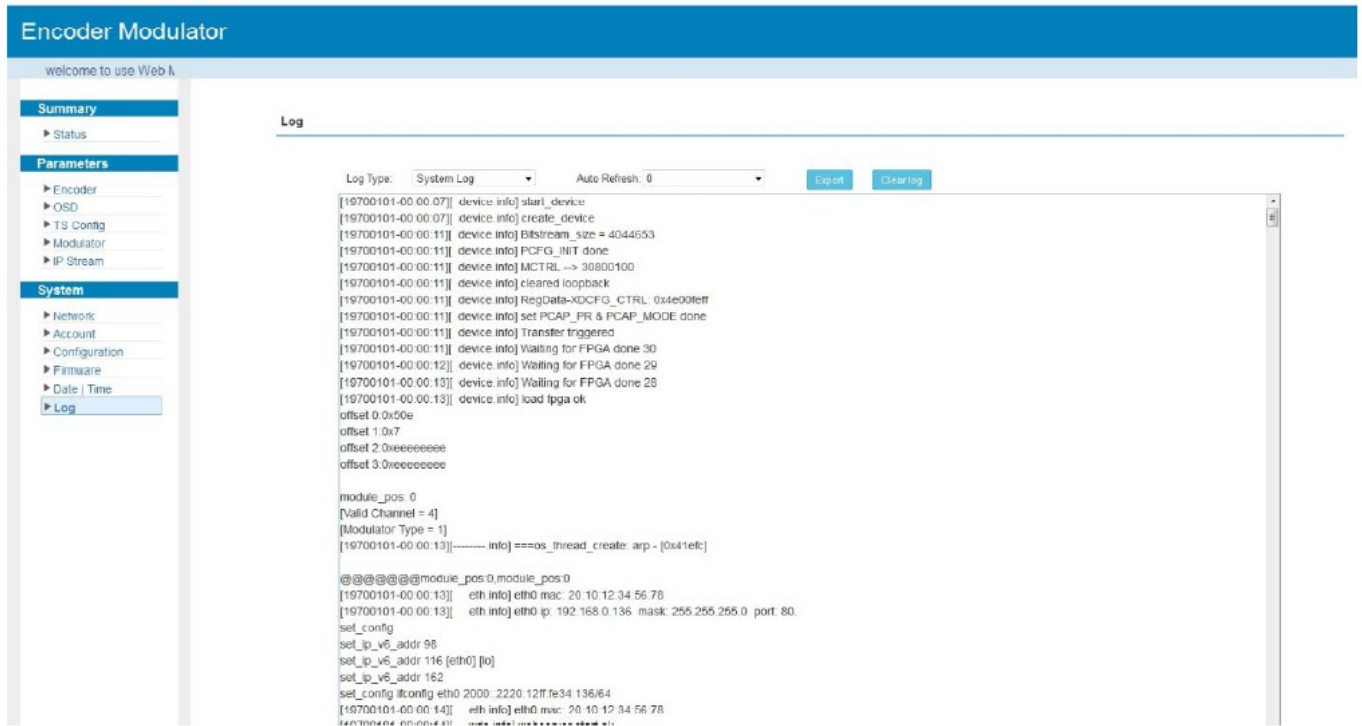 Encoder Modulator
welcome to use Web M
Summary
Status
Parameters
Encoder
OSD
TS Config
Modulator
IP Stream
System
Network
Account
Configuration
Firmware
Date | Time
Log
Log
Log Type: System Log Auto Refresh: 0 Export Clear log
[19700101-00:00:07][ device.info] start_device
[19700101-00:00:07][ device.info] create_device
[19700101-00:00:11][ device.info] Bitstream_size = 4044653
[19700101-00:00:11][ device.info] PCFG_INIT done
[19700101-00:00:11][ device.info] MCTRL --> 30800100
[19700101-00:00:11][ device.info] cleared loopback
[19700101-00:00:11][ device.info] RegData-XDCFG_CTRL: 0x4e00feff
[19700101-00:00:11][ device.info] set PCAP_PR & PCAP_MODE done
[19700101-00:00:11][ device.info] Transfer triggered
[19700101-00:00:11][ device.info] Waiting for FPGA done 30
[19700101-00:00:12][ device.info] Waiting for FPGA done 29
[19700101-00:00:13][ device.info] Waiting for FPGA done 28
[19700101-00:00:13][ device.info] load fpga ok
offset 0:0x50e
offset 1:0x7
offset 2:0xeeeeeeee
offset 3:0xeeeeeeee
module_pos: 0
[Valid Channel = 4]
[Modulator Type = 1]
[19700101-00:00:13][--------.info] ===os_thread_create: arp - [0x41efc]
@@@@@@@module_pos:0,module_pos:0
[19700101-00:00:13][ eth.info] eth0 mac: 20:10:12:34:56:78
[19700101-00:00:13][ eth.info] eth0 ip: 192.168.0.136 mask: 255.255.255.0 port: 80.
set_config
set_ip_v6_addr 98
set_ip_v6_addr 116 [eth0] [lo]
set_ip_v6_addr 162
set_config ifconfig eth0 2000::2220:12ff:fe34:136/64
[19700101-00:00:14][ eth.info] eth0 mac: 20:10:12:34:56:78